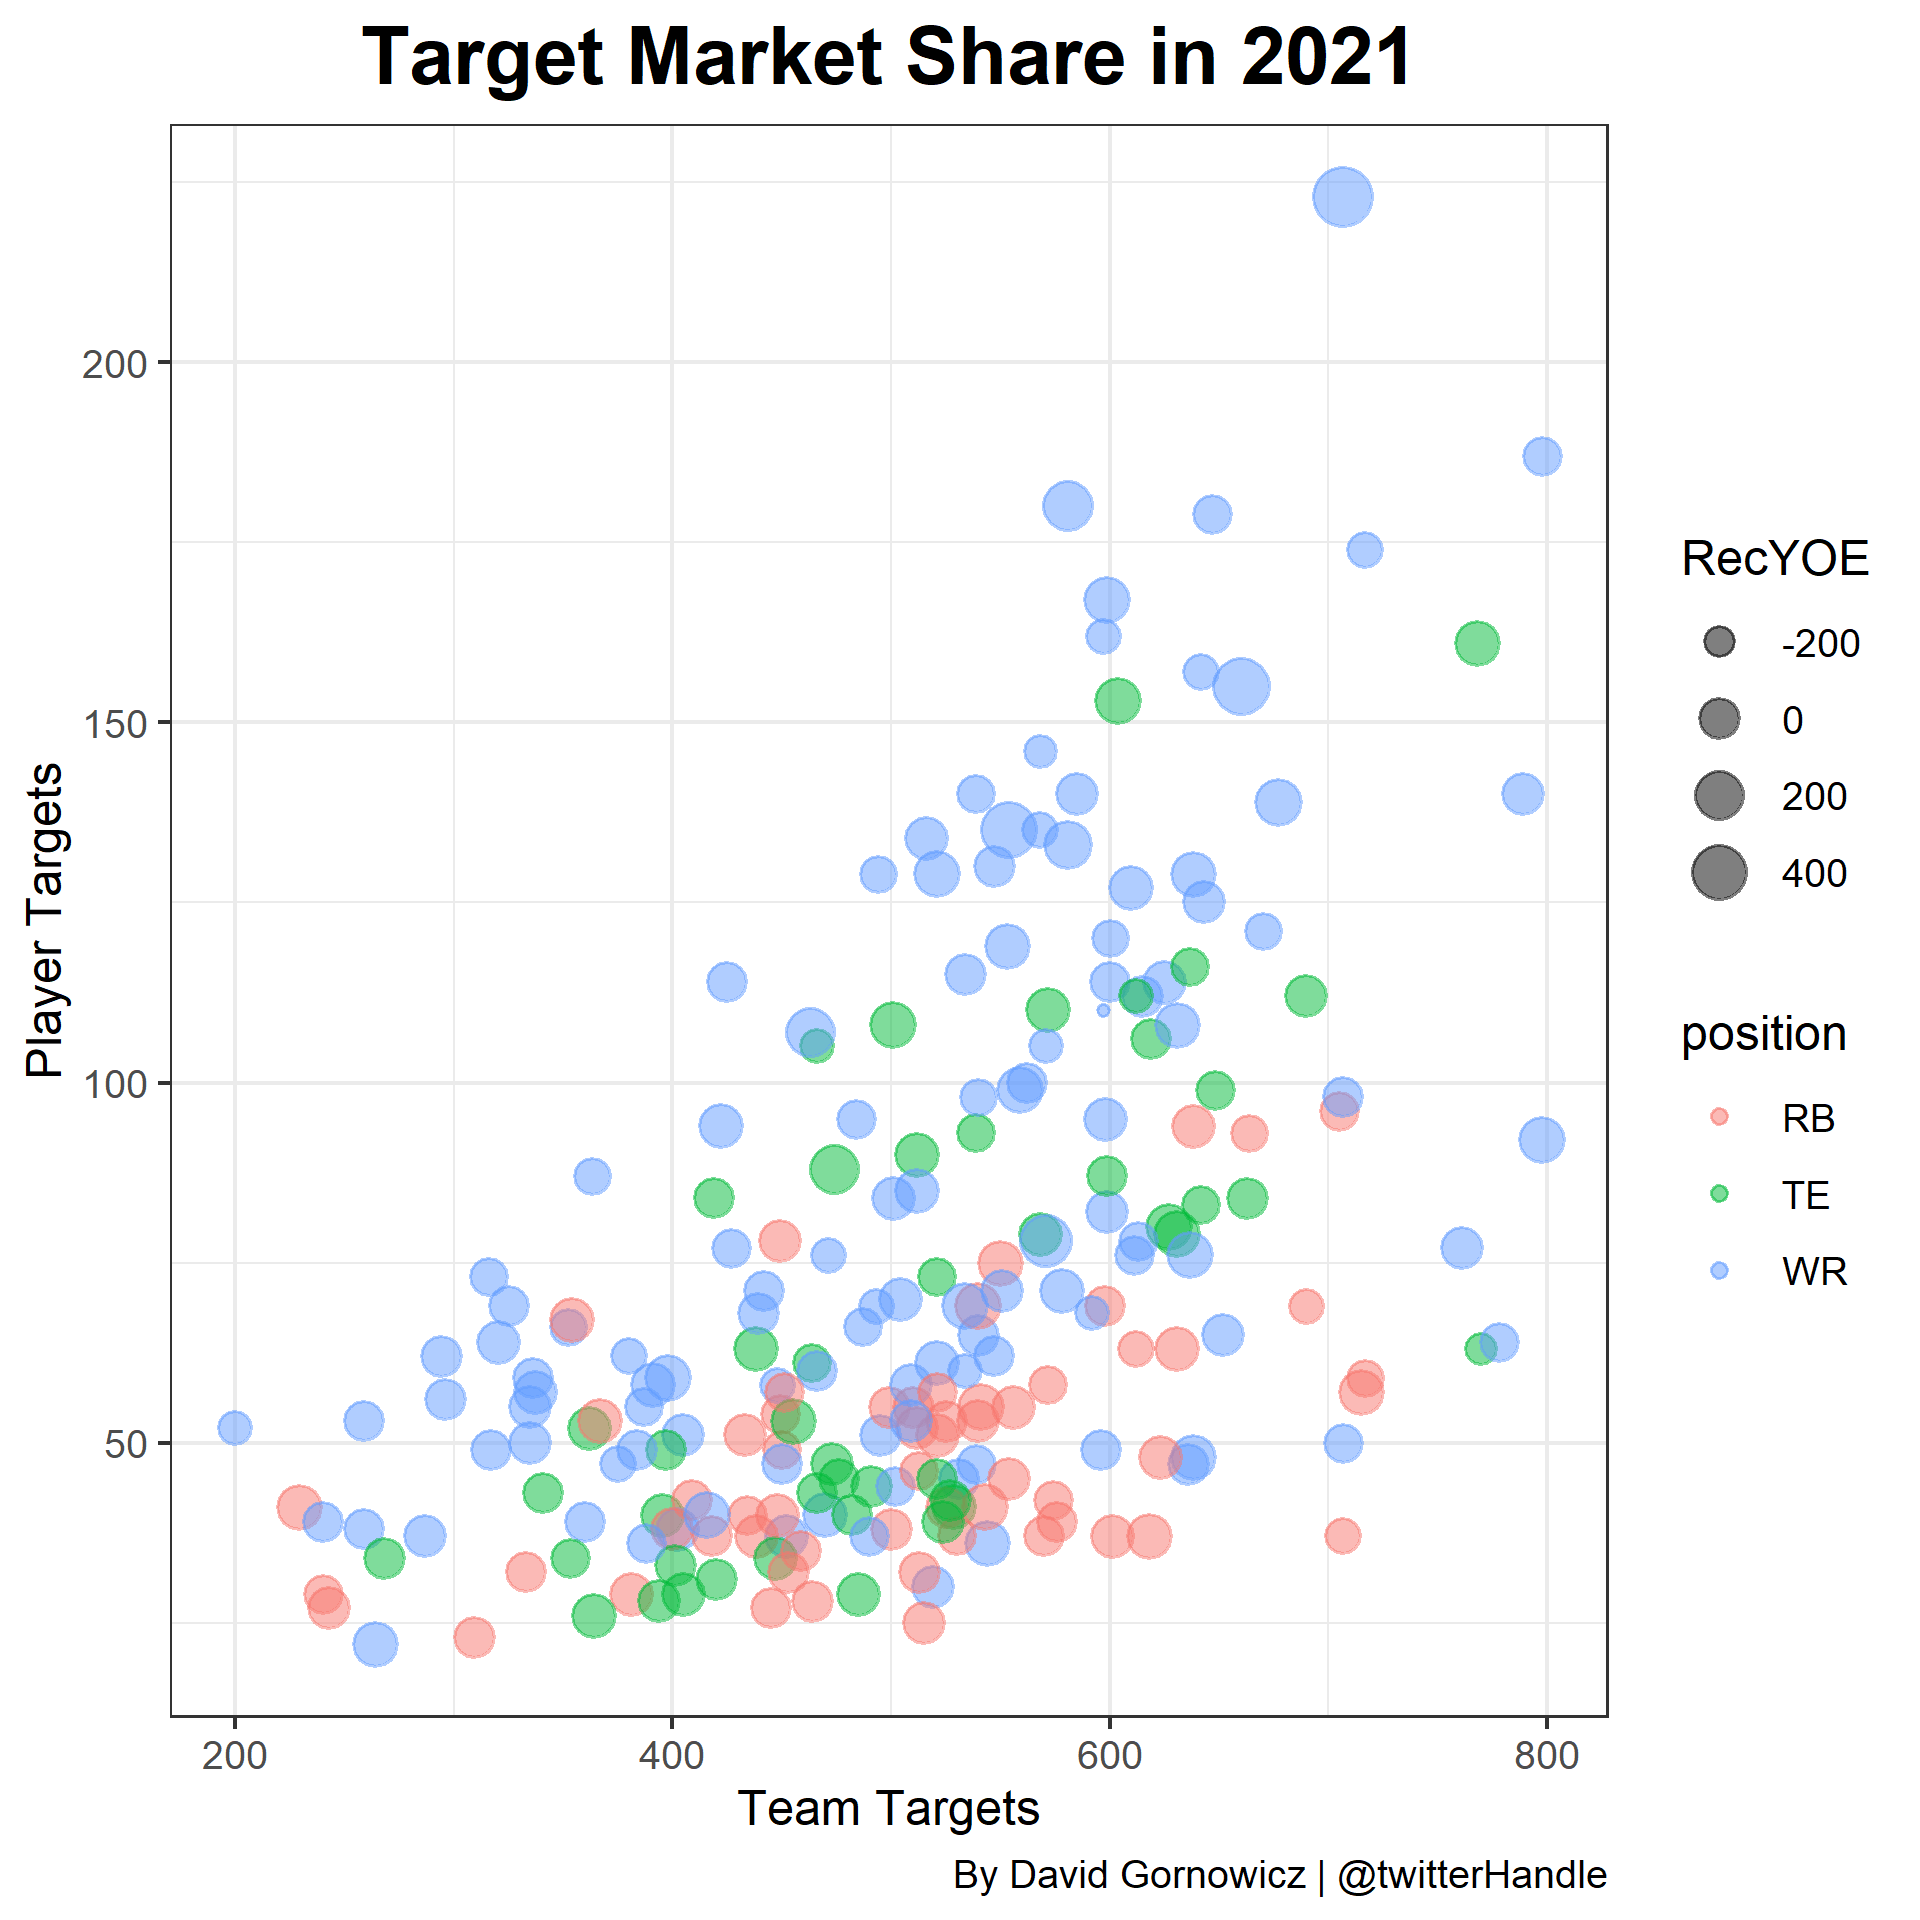 Target Market Share in 2021
Player Targets
200
150
100
50
200
400
600
800
Team Targets
By David Gornowicz | @twitterHandle
RecYOE
-200
0
200
400
position
RB
TE
WR